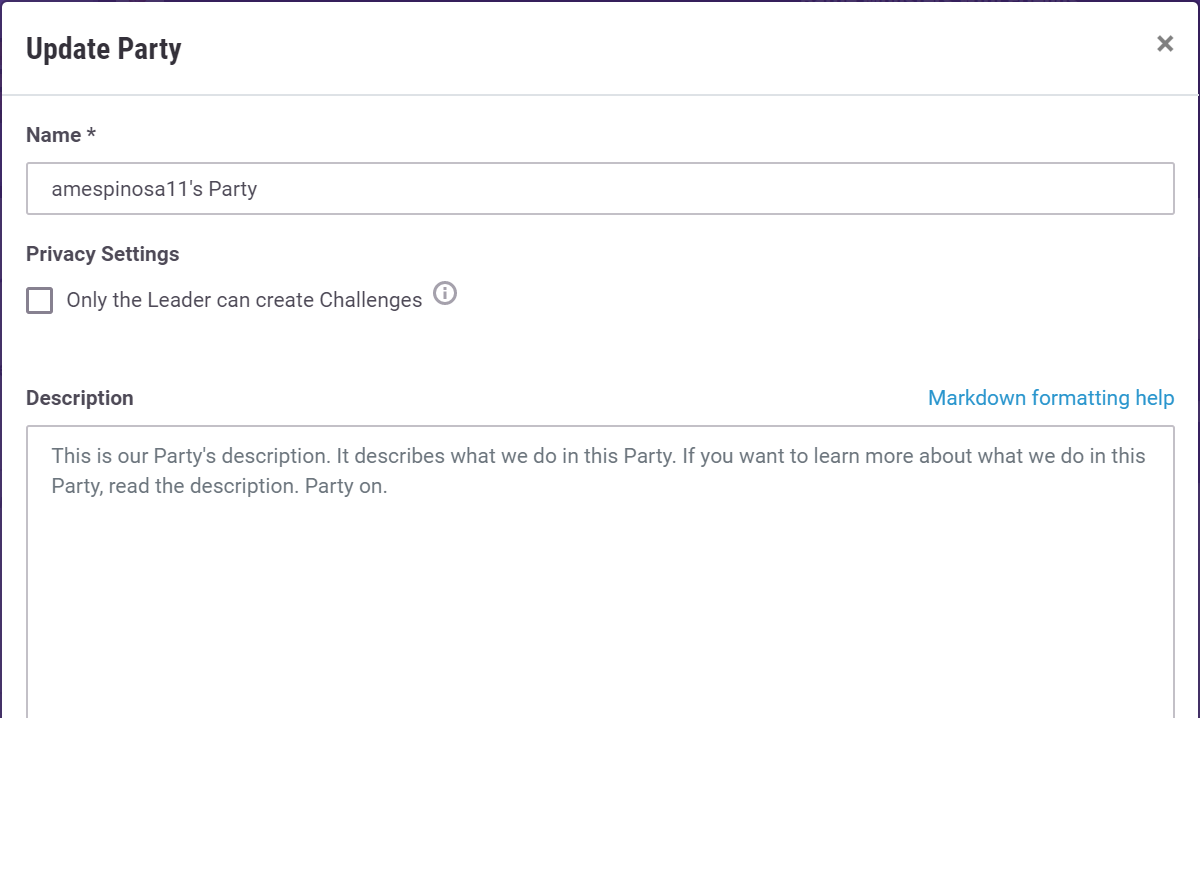 Update Party
Name *
amespinosa11's Party
Privacy Settings
Only the Leader can create Challenges
Description
Markdown formatting help
This is our Party's description. It describes what we do in this Party. If you want to learn more about what we do in this
Party, read the description. Party on.